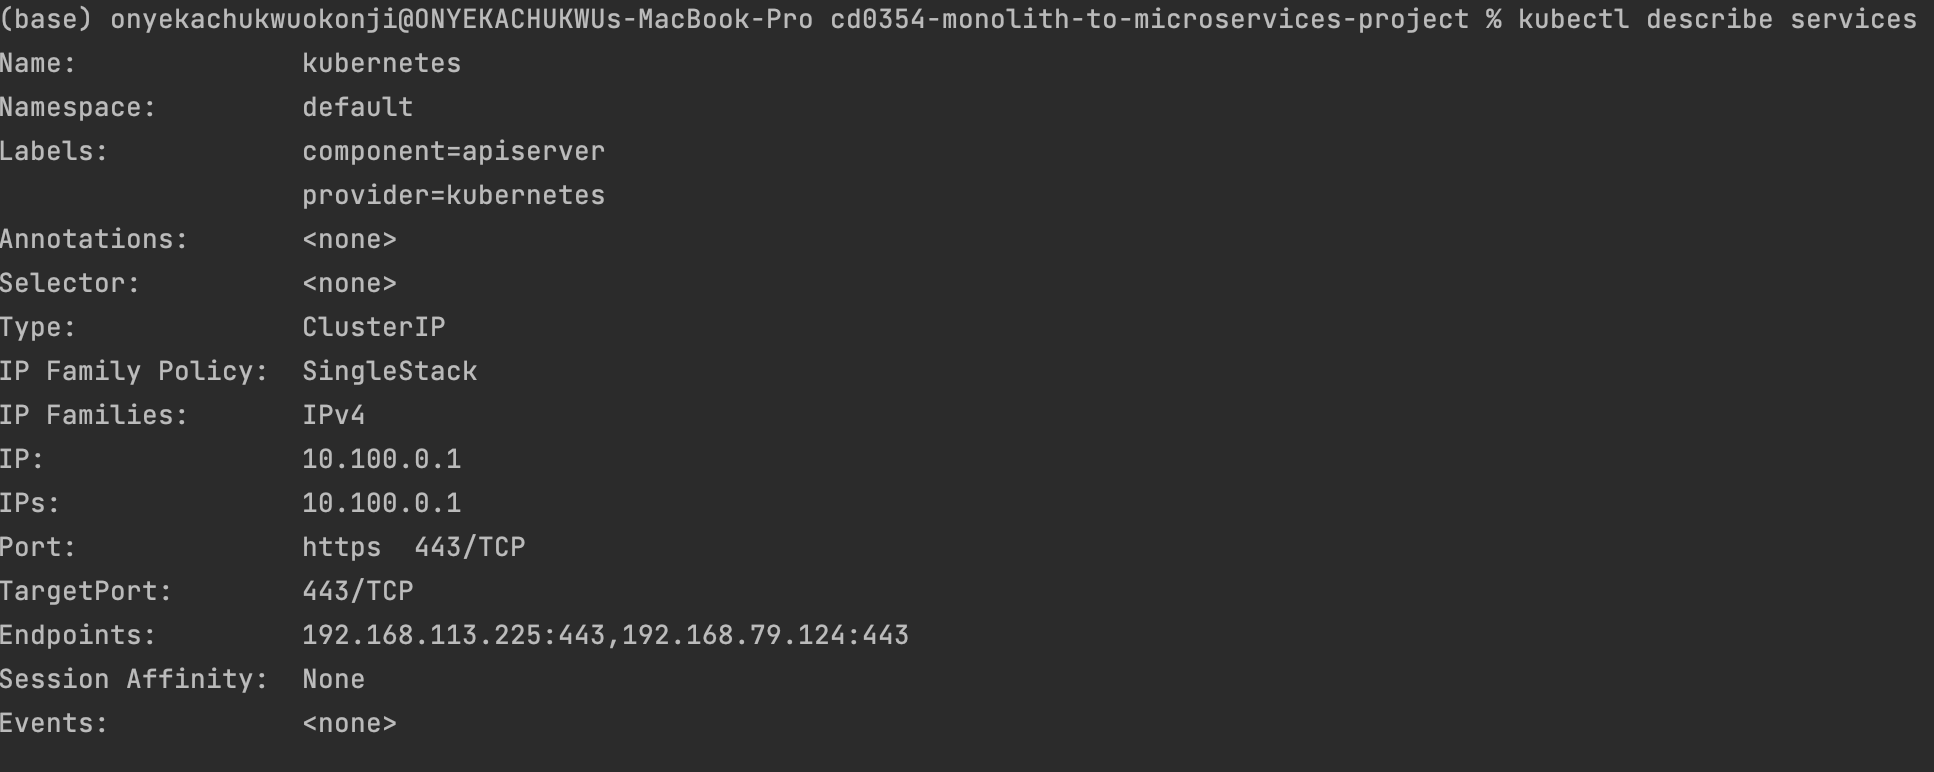 (base) onyekachukwuokonji@ONYEKACHUKWUs-MacBook-Pro cd0354-monolith-to-microservices-project % kubectl describe services
Name:              kubernetes
Namespace:         default
Labels:            component=apiserver
                   provider=kubernetes
Annotations:       <none>
Selector:          <none>
Type:              ClusterIP
IP Family Policy:  SingleStack
IP Families:       IPv4
IP:                10.100.0.1
IPs:               10.100.0.1
Port:              https  443/TCP
TargetPort:        443/TCP
Endpoints:         192.168.113.225:443,192.168.79.124:443
Session Affinity:  None
Events:            <none>